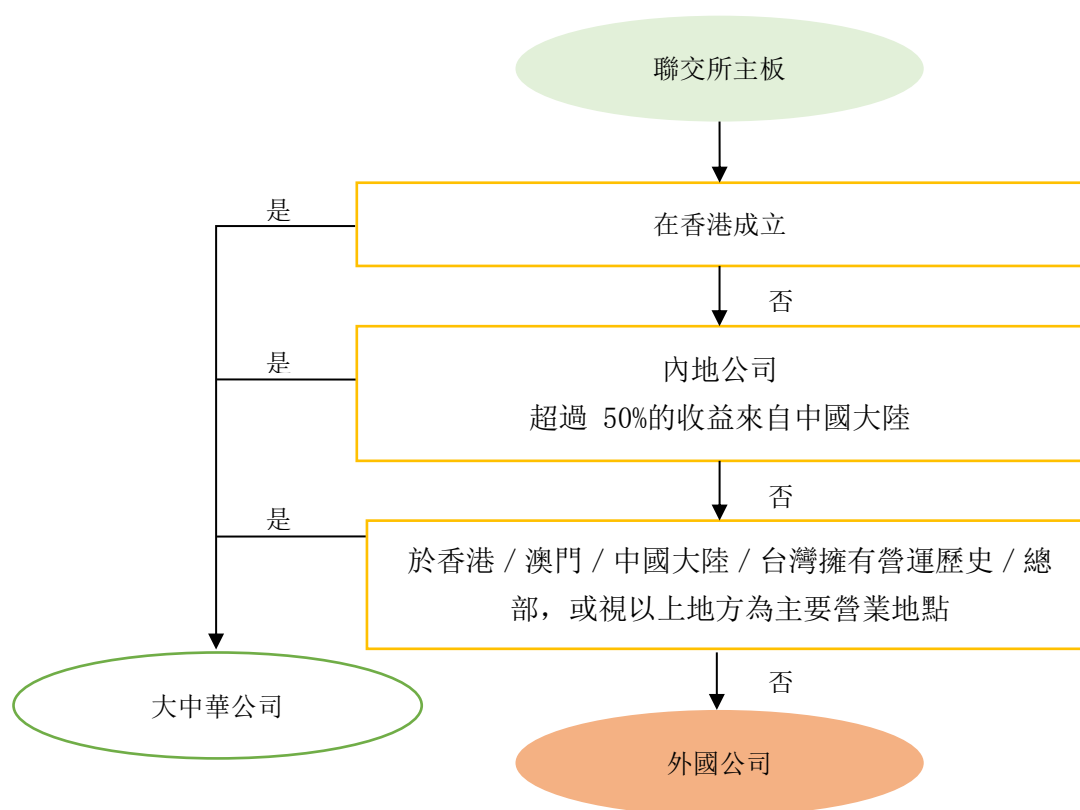 聯交所主板
是
在香港成立
否
是
內地公司
超過 50%的收益來自中國大陸
否
是
於香港／澳門／中國大陸／台灣擁有營運歷史／總
部，或視以上地方為主要營業地點
否
大中華公司
外國公司